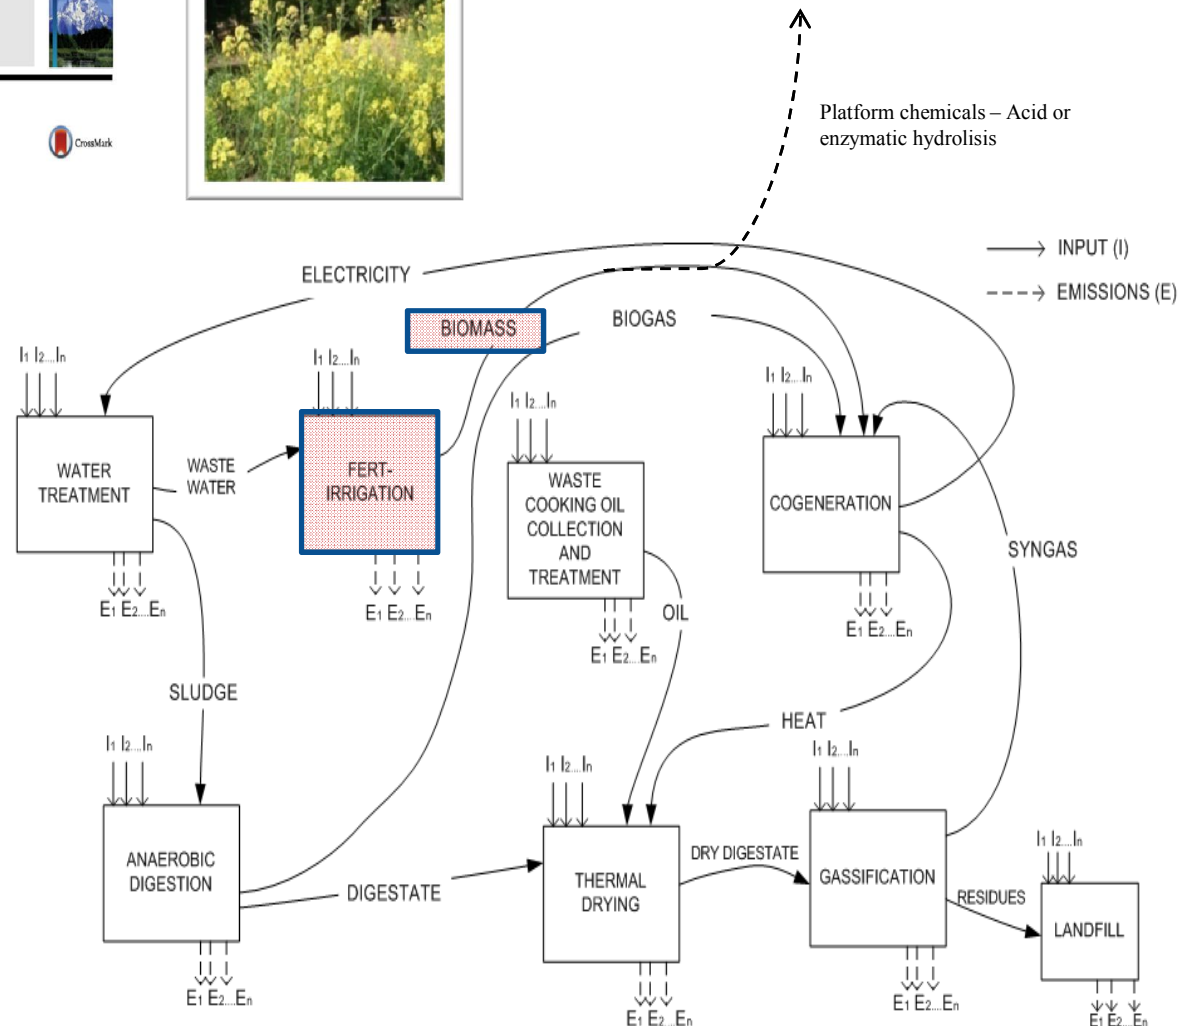 CrossMark
Platform chemicals – Acid or
enzymatic hydrolisis
INPUT (I)
EMISSIONS (E)
ELECTRICITY
BIOMASS
BIOGAS
I1 I2....In
WATER
TREATMENT
E1 E2....En
WASTE
WATER
I1 I2....In
FERT-
IRRIGATION
E1 E2... En
I1 I2....In
WASTE
COOKING OIL
COLLECTION
AND
TREATMENT
E1 E2....En
OIL
I1 I2....In
COGENERATION
E1 E2....En
SYNGAS
SLUDGE
HEAT
I1 I2....In
ANAEROBIC
DIGESTION
E1 E2....En
DIGESTATE
I1 I2....In
THERMAL
DRYING
E1 E2....En
DRY DIGESTATE
I1 I2....In
GASSIFICATION
E1 E2....En
RESIDUES
I1 I2....In
LANDFILL
E1 E2....En